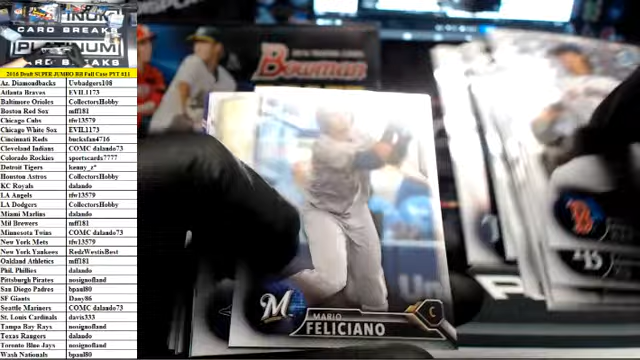 CARD BREAKS
PLATINUM
CARD BREAKS
2016 Draft SUPER JUMBO BB Full Case PYT #11
Az. Diamondbacks Uwbadgers108
Atlanta Braves EVIL1173
Baltimore Orioles CollectorsHobby
Boston Red Sox mff181
Chicago Cubs tfw13579
Chicago White Sox EVIL1173
Cincinnati Reds bucksfan4716
Cleveland Indians COMC dalando73
Colorado Rockies sportscards7777
Detroit Tigers kenny_z*
Houston Astros CollectorsHobby
KC Royals dalando
LA Angels tfw13579
LA Dodgers CollectorsHobby
Miami Marlins dalando
Mil Brewers mff181
Minnesota Twins COMC dalando73
New York Mets tfw13579
New York Yankees RedzWestisBest
Oakland Athletics mff181
Phil. Phillies dalando
Pittsburgh Pirates nosignofland
San Diego Padres bpaul80
SF Giants Dany86
Seattle Mariners COMC dalando73
St. Louis Cardinals davis333
Tampa Bay Rays nosignofland
Texas Rangers dalando
Toronto Blue Jays nosignofland
Wash Nationals bpaul80
Bowman
M
MARIO
FELICIANO
C
B